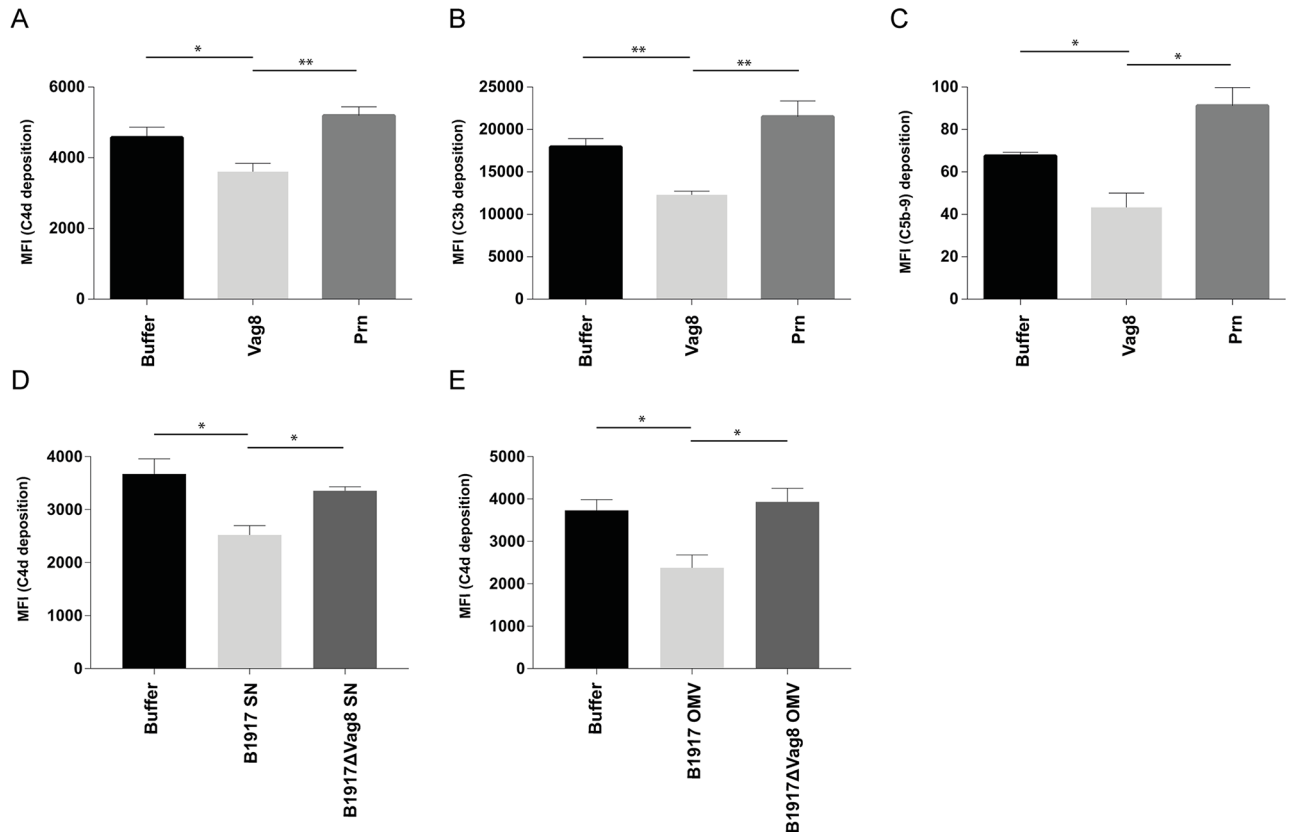 A
*
**
6000
4000
2000
0
MFI (C4d deposition)
Buffer
Vag8
Prn
B
**
**
25000
20000
15000
10000
5000
0
MFI (C3b deposition)
Buffer
Vag8
Prn
C
*
*
100
80
60
40
20
0
MFI (C5b-9) deposition)
Buffer
Vag8
Prn
D
*
*
4000
3000
2000
1000
0
MFI (C4d deposition)
Buffer
B1917 SN
B1917ΔVag8 SN
E
*
*
5000
4000
3000
2000
1000
0
MFI (C4d deposition)
Buffer
B1917 OMV
B1917ΔVag8 OMV